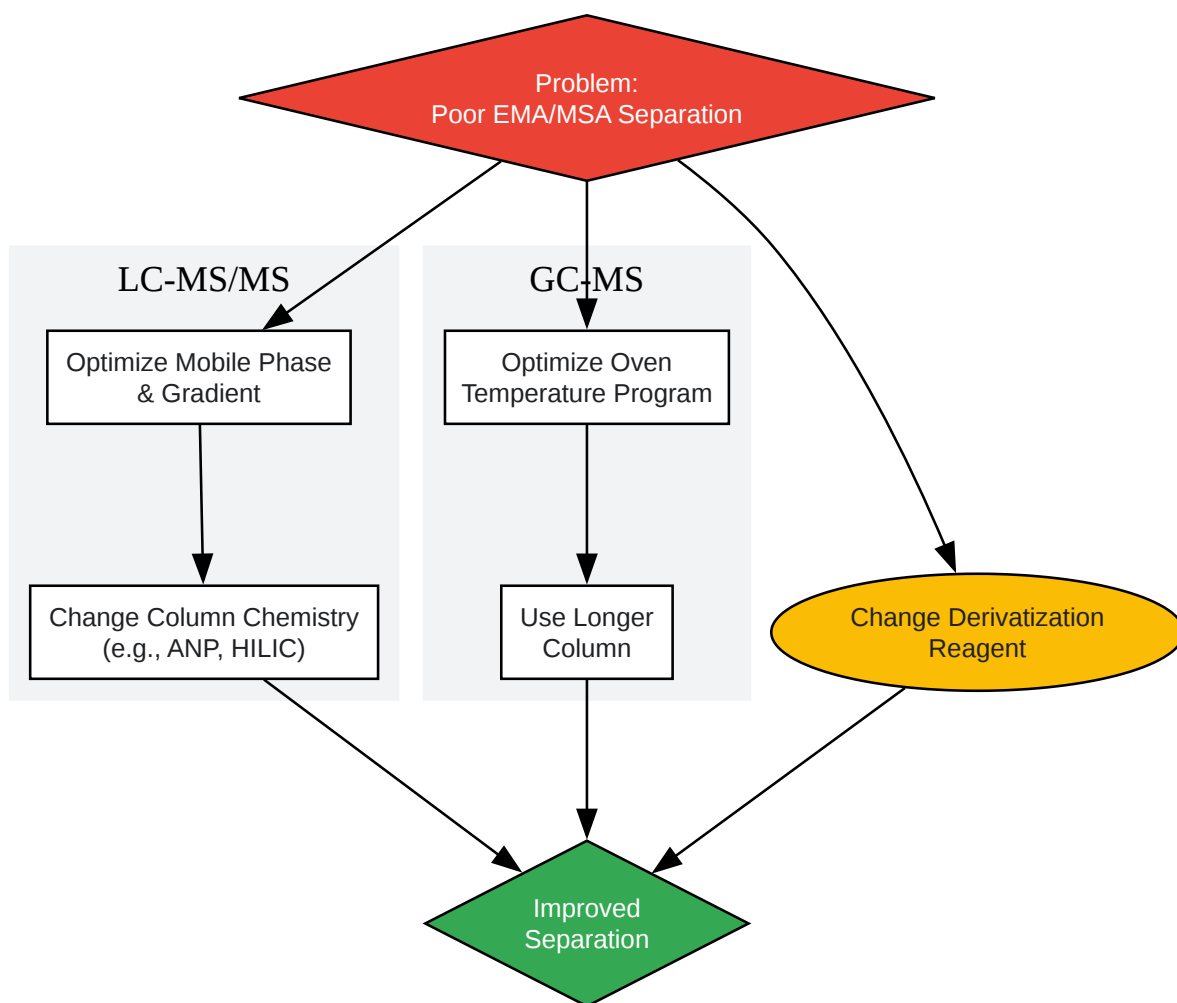 Problem:
Poor EMA/MSA Separation
LC-MS/MS
Optimize Mobile Phase
& Gradient
Change Column Chemistry
(e.g., ANP, HILIC)
GC-MS
Optimize Oven
Temperature Program
Use Longer
Column
Change Derivatization
Reagent
Improved
Separation